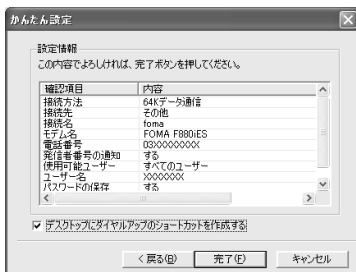 かんたん設定
設定情報
この内容でよろしければ、完了ボタンを押してください。
確認項目 内容
接続方法 64Kデータ通信
接続先 その他
接続名 foma
モデム名 FOMA F880iES
電話番号 03XXXXXXXX
発信者番号の通知 する
使用可能ユーザー すべてのユーザー
ユーザー名 XXXXXXX
パスワードの保存 する
デスクトップにダイヤルアップのショートカットを作成する
< 戻る(B) 完了(F) キャンセル